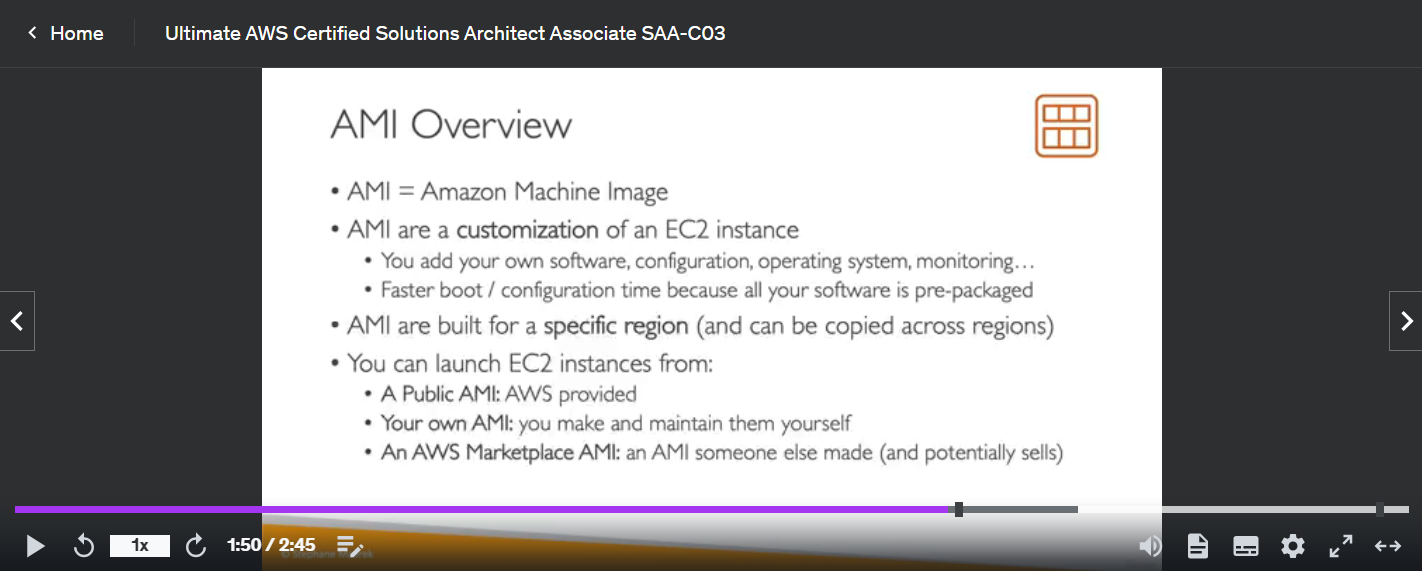 Home
Ultimate AWS Certified Solutions Architect Associate SAA-C03
AMI Overview
• AMI = Amazon Machine Image
• AMI are a customization of an EC2 instance
• You add your own software, configuration, operating system, monitoring…
• Faster boot / configuration time because all your software is pre-packaged
• AMI are built for a specific region (and can be copied across regions)
• You can launch EC2 instances from:
• A Public AMI: AWS provided
• Your own AMI: you make and maintain them yourself
• An AWS Marketplace AMI: an AMI someone else made (and potentially sells)
1x
1:50 / 2:45